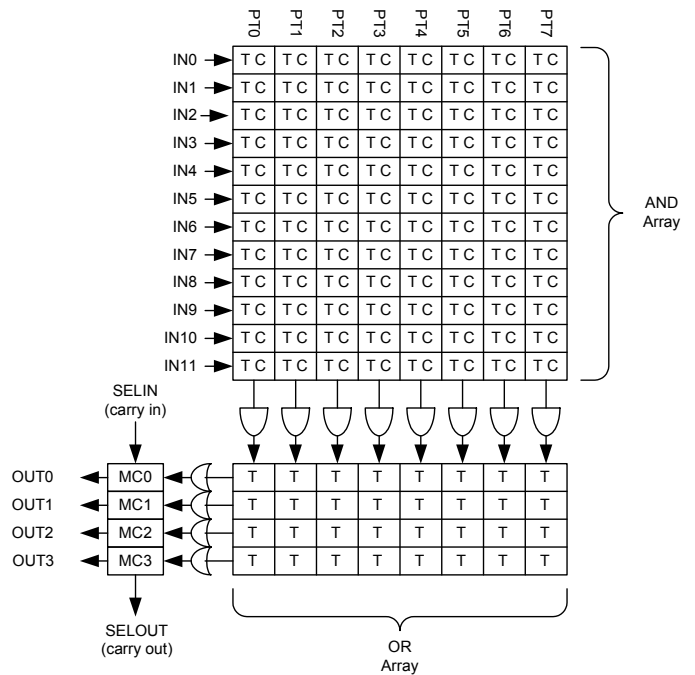 PT0 PT1 PT2 PT3 PT4 PT5 PT6 PT7
IN0 T C T C T C T C T C T C T C T C
IN1 T C T C T C T C T C T C T C T C
IN2 T C T C T C T C T C T C T C T C
IN3 T C T C T C T C T C T C T C T C
IN4 T C T C T C T C T C T C T C T C
IN5 T C T C T C T C T C T C T C T C
IN6 T C T C T C T C T C T C T C T C
IN7 T C T C T C T C T C T C T C T C
IN8 T C T C T C T C T C T C T C T C
IN9 T C T C T C T C T C T C T C T C
IN10 T C T C T C T C T C T C T C T C
IN11 T C T C T C T C T C T C T C T C
AND
Array
SELIN
(carry in)
OUT0 MC0 T T T T T T T T
OUT1 MC1 T T T T T T T T
OUT2 MC2 T T T T T T T T
OUT3 MC3 T T T T T T T T
SELOUT
(carry out)
OR
Array